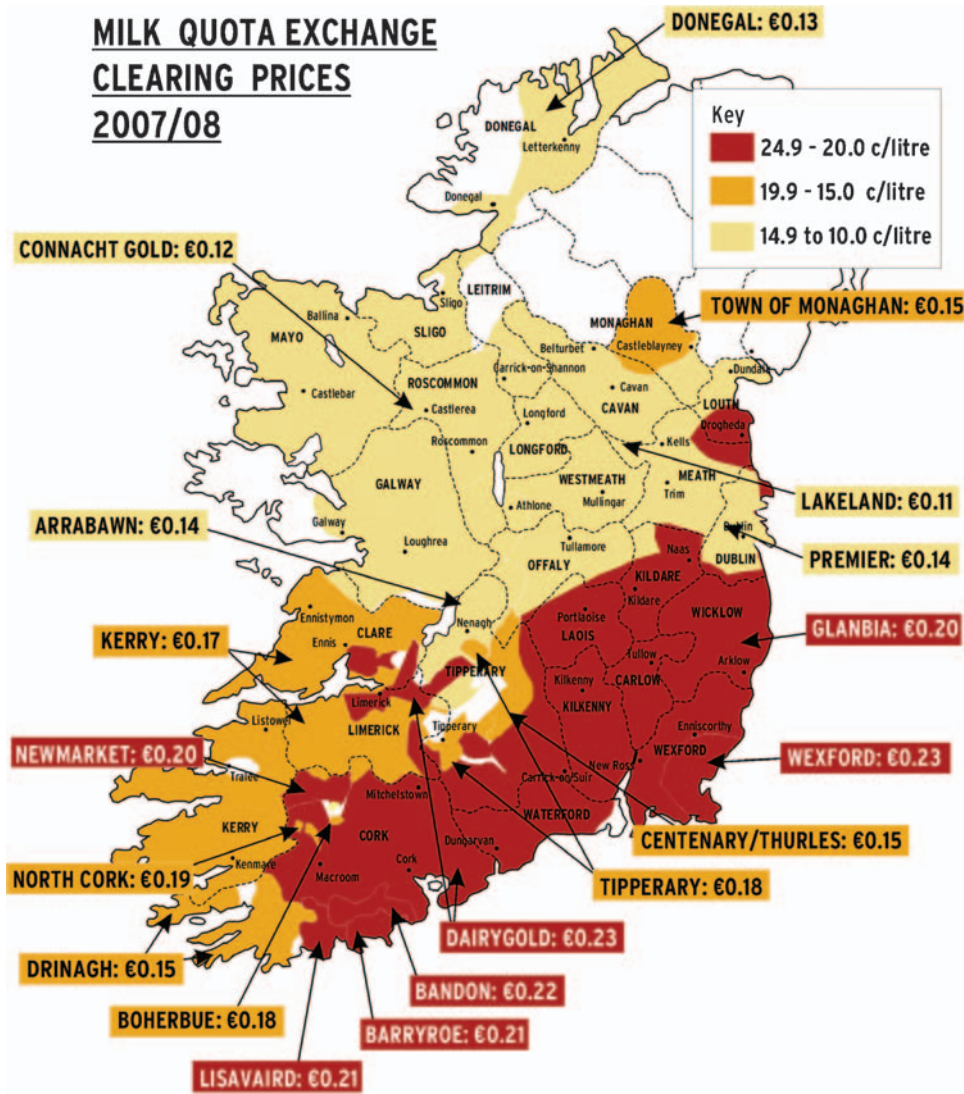 MILK QUOTA EXCHANGE
CLEARING PRICES
2007/08
DONEGAL: €0.13
Key
24.9 - 20.0 c/litre
19.9 - 15.0 c/litre
14.9 to 10.0 c/litre
DONEGAL
Letterkenny
Donegal
CONNACHT GOLD: €0.12
LEITRIM
Sligo
TOWN OF MONAGHAN: €0.15
Ballina
MAYO
SLIGO
MONAGHAN
Belturbet
Castleblayney
Carrick-on-Shannon
Dundalk
ROSCOMMON
Cavan
Castlebar
CAVAN
LOUTH
Castlerea
Longford
Drogheda
Roscommon
LONGFORD
Kells
GALWAY
WESTMEATH
MEATH
Mullingar
Trim
LAKELAND: €0.11
Athlone
ARRABAWN: €0.14
Galway
Dublin
Loughrea
Tullamore
PREMIER: €0.14
OFFALY
DUBLIN
Naas
KILDARE
Kildare
Ennistymon
Portlaoise
WICKLOW
CLARE
Nenagh
LAOIS
GLANBIA: €0.20
KERRY: €0.17
Ennis
Tullow
TIPPERARY
Arklow
Kilkenny
CARLOW
Limerick
KILKENNY
Listowel
LIMERICK
Tipperary
Enniscorthy
NEWMARKET: €0.20
WEXFORD
WEXFORD: €0.23
New Ross
Tralee
Carrick-on-Suir
Mitchelstown
WATERFORD
KERRY
CORK
Dungarvan
CENTENARY/THURLES: €0.15
Kenmare
Cork
Macroom
NORTH CORK: €0.19
TIPPERARY: €0.18
DAIRYGOLD: €0.23
DRINAGH: €0.15
BANDON: €0.22
BOHERBUE: €0.18
BARRYROE: €0.21
LISAVAIRD: €0.21